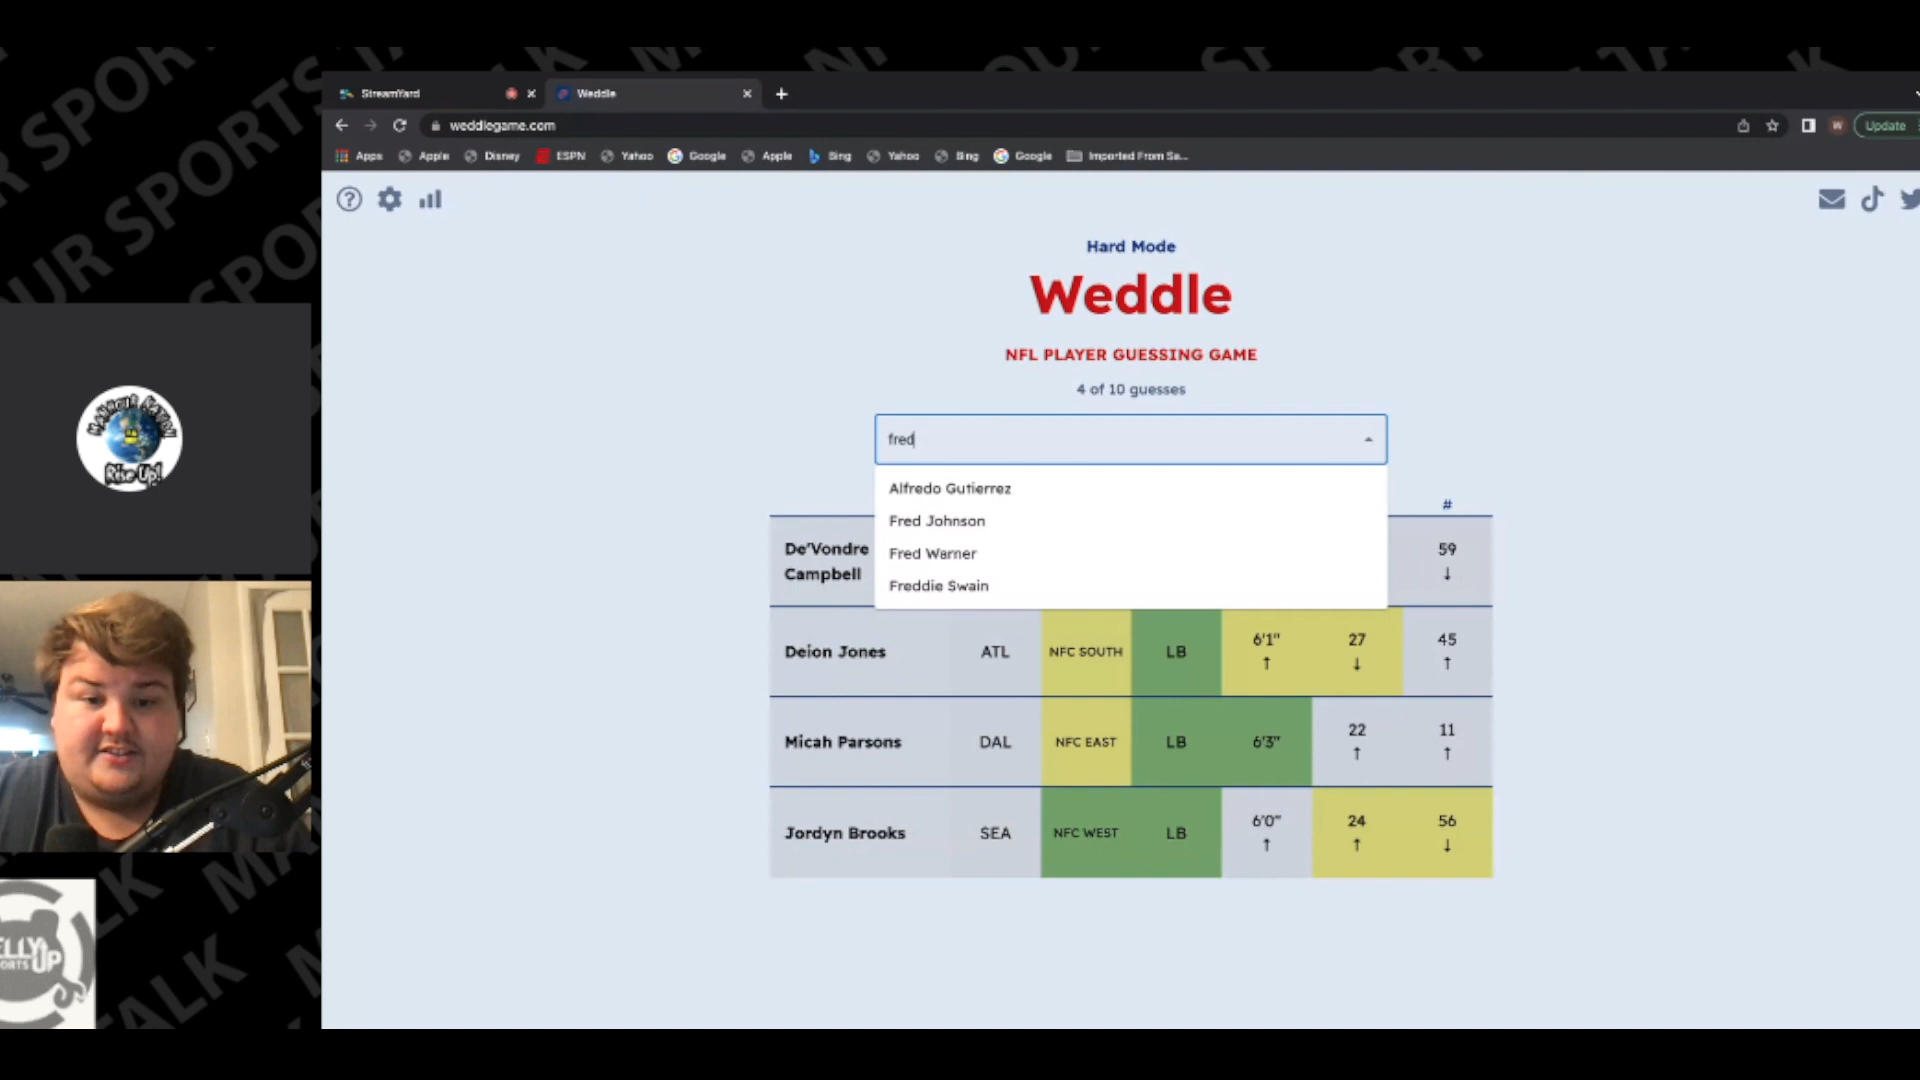 StreamYard
Weddle
weddlegame.com
Update
Apps Apple Disney ESPN Yahoo Google Apple Bing Yahoo Bing Google Imported From Sa...
Hard Mode
Weddle
NFL PLAYER GUESSING GAME
4 of 10 guesses
fred
Alfredo Gutierrez
Fred Johnson
Fred Warner
Freddie Swain
#
De'Vondre
Campbell
59
↓
Deion Jones ATL NFC SOUTH LB 6'1" 27 45
↑ ↓ ↑
Micah Parsons DAL NFC EAST LB 6'3" 22 11
↑ ↑
Jordyn Brooks SEA NFC WEST LB 6'0" 24 56
↑ ↑ ↓
Rise Up!